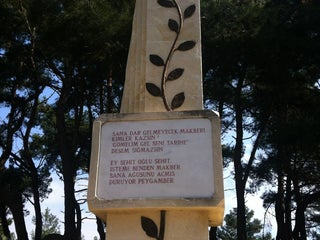 SANA DAR GELMEYECEK MAKBERİ
KİMLER KAZSIN?
"GÖMELİM GEL SENİ TARİHE"
DESEM, SIĞMAZSIN...
EY ŞEHİT OĞLU ŞEHİT,
İSTEME BENDEN MAKBER
SANA AGUŞUNU AÇMIŞ
DURUYOR PEYGAMBER